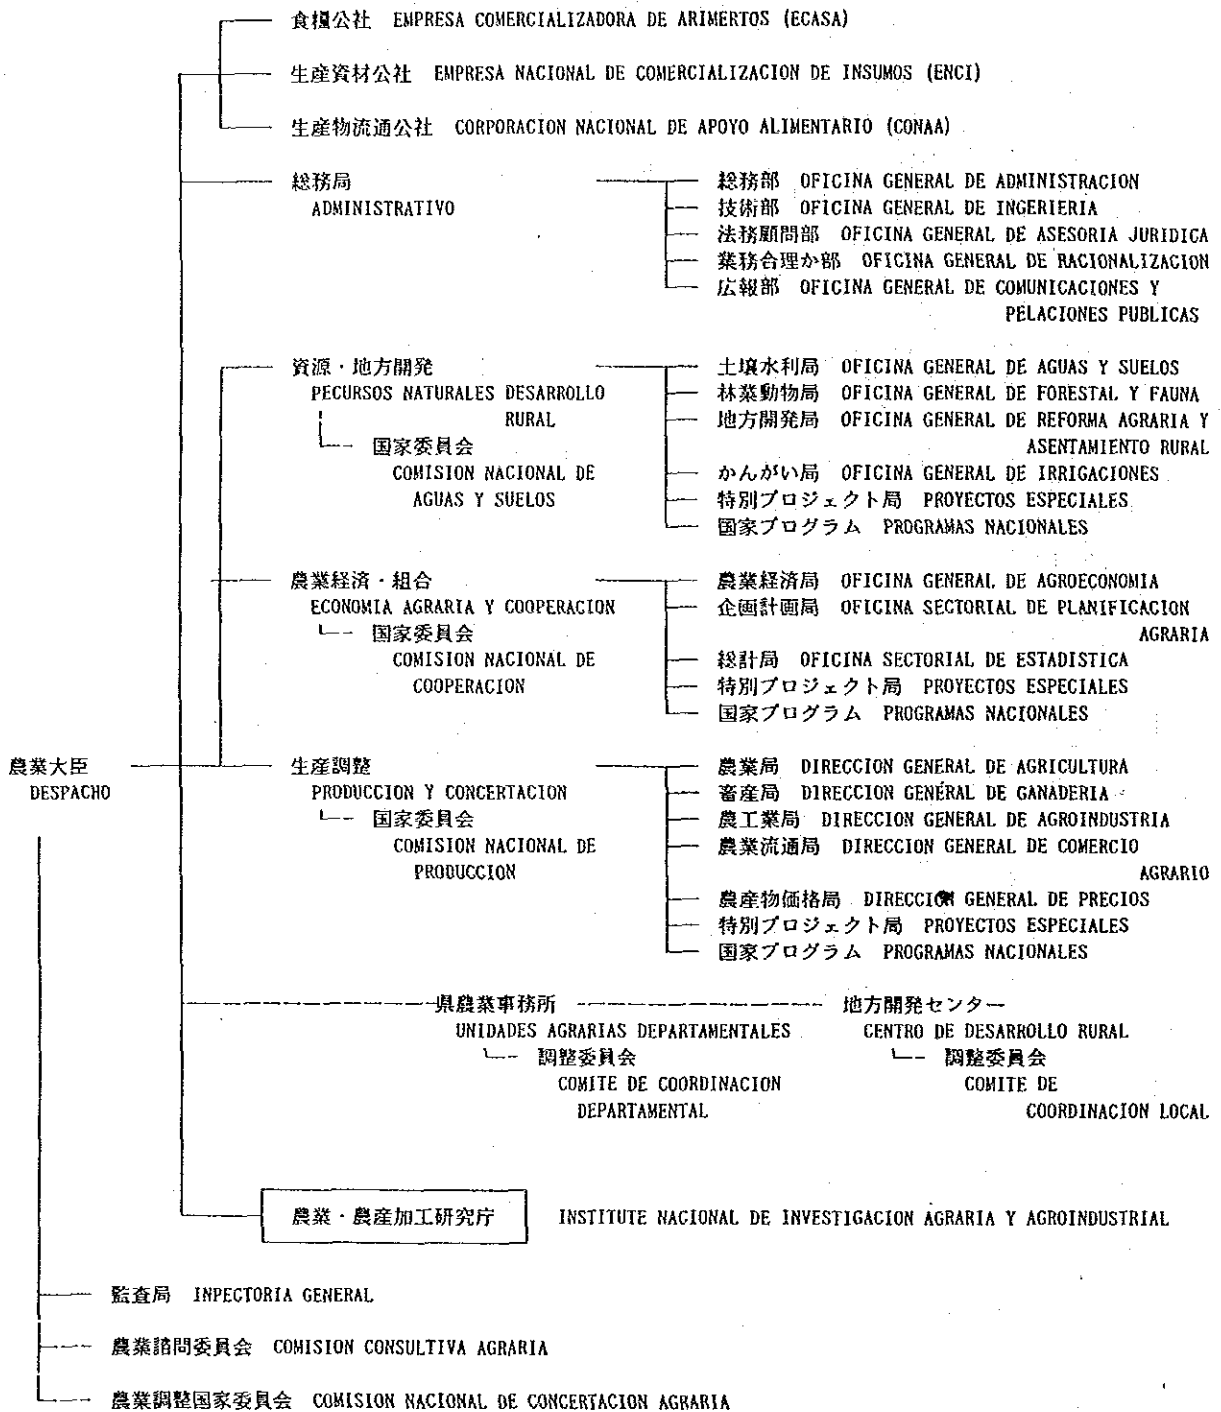 食糧公社 EMPRESA COMERCIALIZADORA DE ARIMERTOS (ECASA)
生産資材公社 EMPRESA NACIONAL DE COMERCIALIZACION DE INSUMOS (ENCI)
生産物流通公社 CORPORACION NACIONAL DE APOYO ALIMENTARIO (CONAA)
総務局
ADMINISTRATIVO
総務部 OFICINA GENERAL DE ADMINISTRACION
技術部 OFICINA GENERAL DE INGERIERIA
法務顧問部 OFICINA GENERAL DE ASESORIA JURIDICA
業務合理か部 OFICINA GENERAL DE RACIONALIZACION
広報部 OFICINA GENERAL DE COMUNICACIONES Y
PELACIONES PUBLICAS
資源・地方開発
PECURSOS NATURALES DESARROLLO
RURAL
国家委員会
COMISION NACIONAL DE
AGUAS Y SUELOS
土壌水利局 OFICINA GENERAL DE AGUAS Y SUELOS
林業動物局 OFICINA GENERAL DE FORESTAL Y FAUNA
地方開発局 OFICINA GENERAL DE REFORMA AGRARIA Y
ASENTAMIENTO RURAL
かんがい局 OFICINA GENERAL DE IRRIGACIONES
特別プロジェクト局 PROYECTOS ESPECIALES
国家プログラム PROGRAMAS NACIONALES
農業経済・組合
ECONOMIA AGRARIA Y COOPERACION
国家委員会
COMISION NACIONAL DE
COOPERACION
農業経済局 OFICINA GENERAL DE AGROECONOMIA
企画計画局 OFICINA SECTORIAL DE PLANIFICACION
AGRARIA
総計局 OFICINA SECTORIAL DE ESTADISTICA
特別プロジェクト局 PROYECTOS ESPECIALES
国家プログラム PROGRAMAS NACIONALES
農業大臣
DESPACHO
生産調整
PRODUCCION Y CONCERTACION
国家委員会
COMISION NACIONAL DE
PRODUCCION
農業局 DIRECCION GENERAL DE AGRICULTURA
畜産局 DIRECCION GENERAL DE GANADERIA
農工業局 DIRECCION GENERAL DE AGROINDUSTRIA
農業流通局 DIRECCION GENERAL DE COMERCIO
AGRARIO
農産物価格局 DIRECCION GENERAL DE PRECIOS
特別プロジェクト局 PROYECTOS ESPECIALES
国家プログラム PROGRAMAS NACIONALES
県農業事務所
UNIDADES AGRARIAS DEPARTAMENTALES
調整委員会
COMITE DE COORDINACION
DEPARTAMENTAL
地方開発センター
CENTRO DE DESARROLLO RURAL
調整委員会
COMITE DE
COORDINACION LOCAL
農業・農産加工研究庁 INSTITUTE NACIONAL DE INVESTIGACION AGRARIA Y AGROINDUSTRIAL
監査局 INPECTORIA GENERAL
農業諮問委員会 COMISION CONSULTIVA AGRARIA
農業調整国家委員会 COMISION NACIONAL DE CONCERTACION AGRARIA